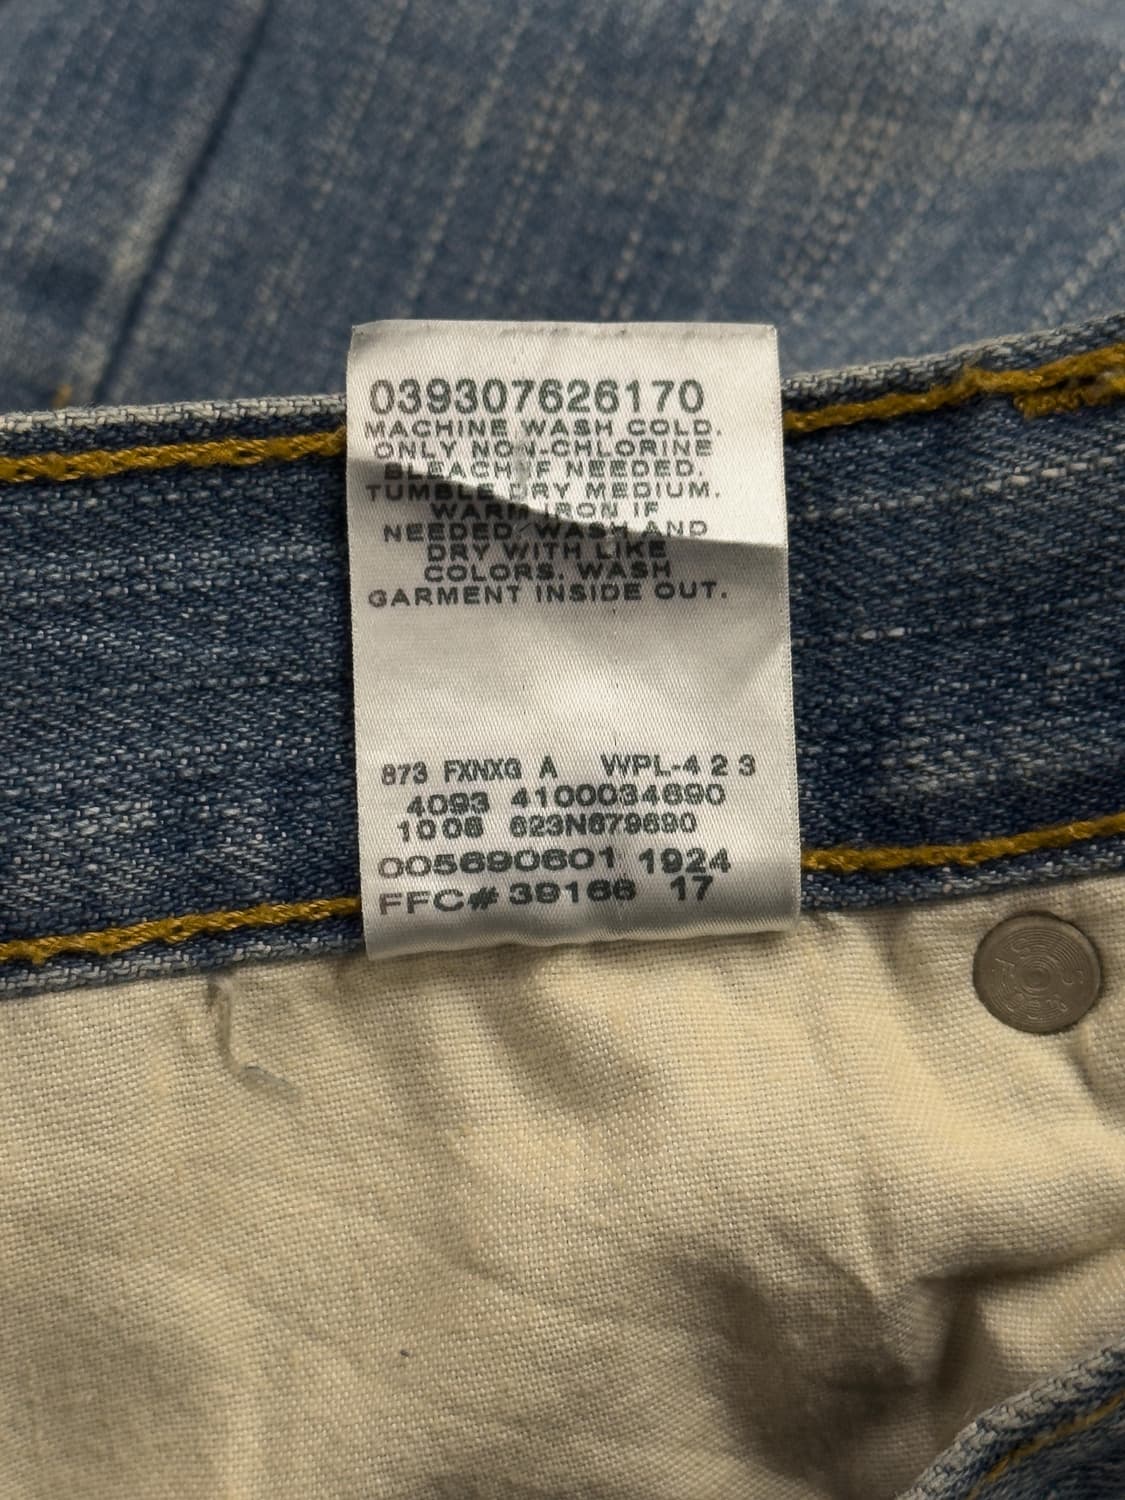 039307626170
MACHINE WASH COLD.
ONLY NON-CHLORINE
BLEACH IF NEEDED.
TUMBLE DRY MEDIUM.
WARM IRON IF
NEEDED. WASH AND
DRY WITH LIKE
COLORS. WASH
GARMENT INSIDE OUT.
873 FXNXG A WPL-4 2 3
4093 4100034690
1006 623N679690
005690601 1924
FFC# 39166 17